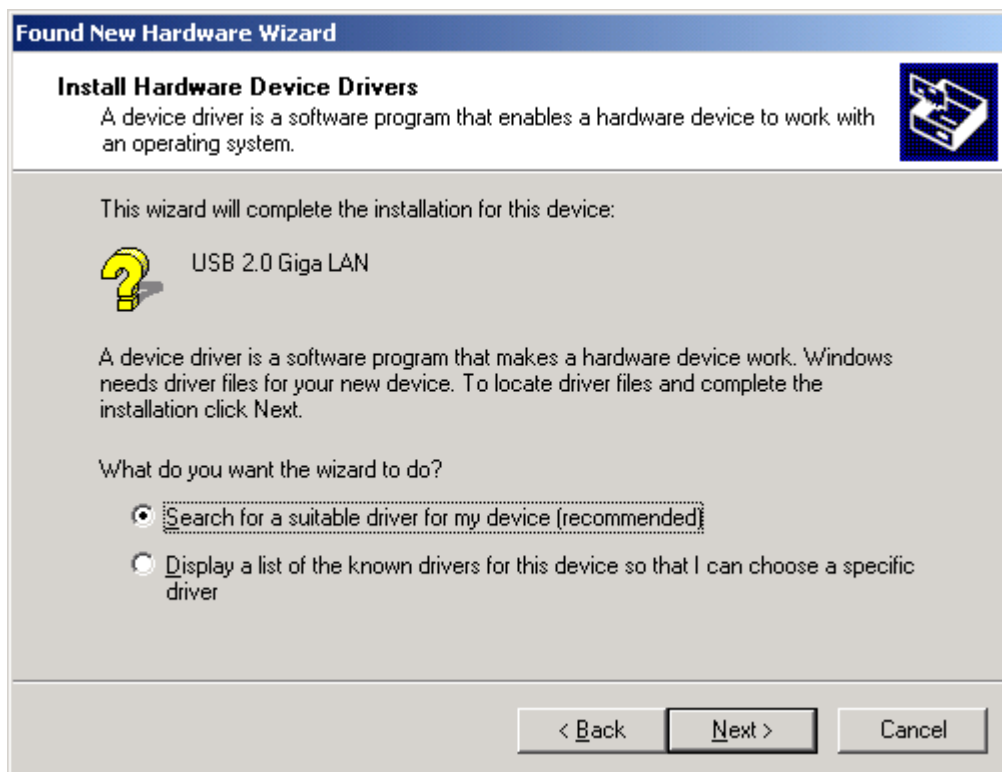 Found New Hardware Wizard
Install Hardware Device Drivers
A device driver is a software program that enables a hardware device to work with
an operating system.
This wizard will complete the installation for this device:
USB 2.0 Giga LAN
A device driver is a software program that makes a hardware device work. Windows
needs driver files for your new device. To locate driver files and complete the
installation click Next.
What do you want the wizard to do?
Search for a suitable driver for my device (recommended)
Display a list of the known drivers for this device so that I can choose a specific
driver
< Back Next > Cancel